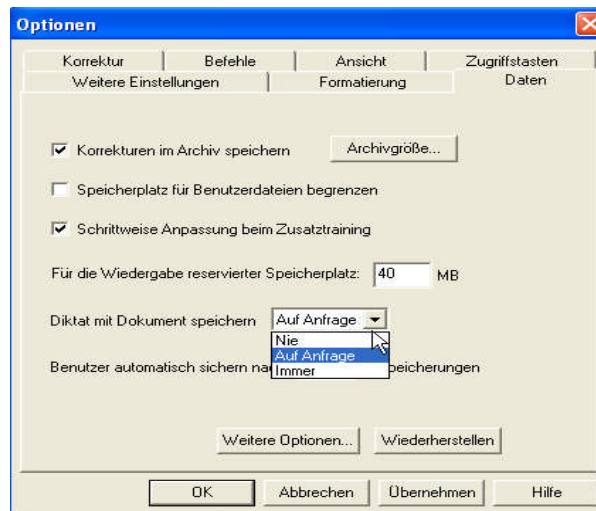 Optionen
Korrektur Befehle Ansicht Zugriffstasten
Weitere Einstellungen Formatierung Daten
Korrekturen im Archiv speichern Archivgröße...
Speicherplatz für Benutzerdateien begrenzen
Schrittweise Anpassung beim Zusatztraining
Für die Wiedergabe reservierter Speicherplatz: 40 MB
Diktat mit Dokument speichern Auf Anfrage
Nie
Auf Anfrage
Immer
Benutzer automatisch sichern
Weitere Optionen... Wiederherstellen
OK Abbrechen Übernehmen Hilfe